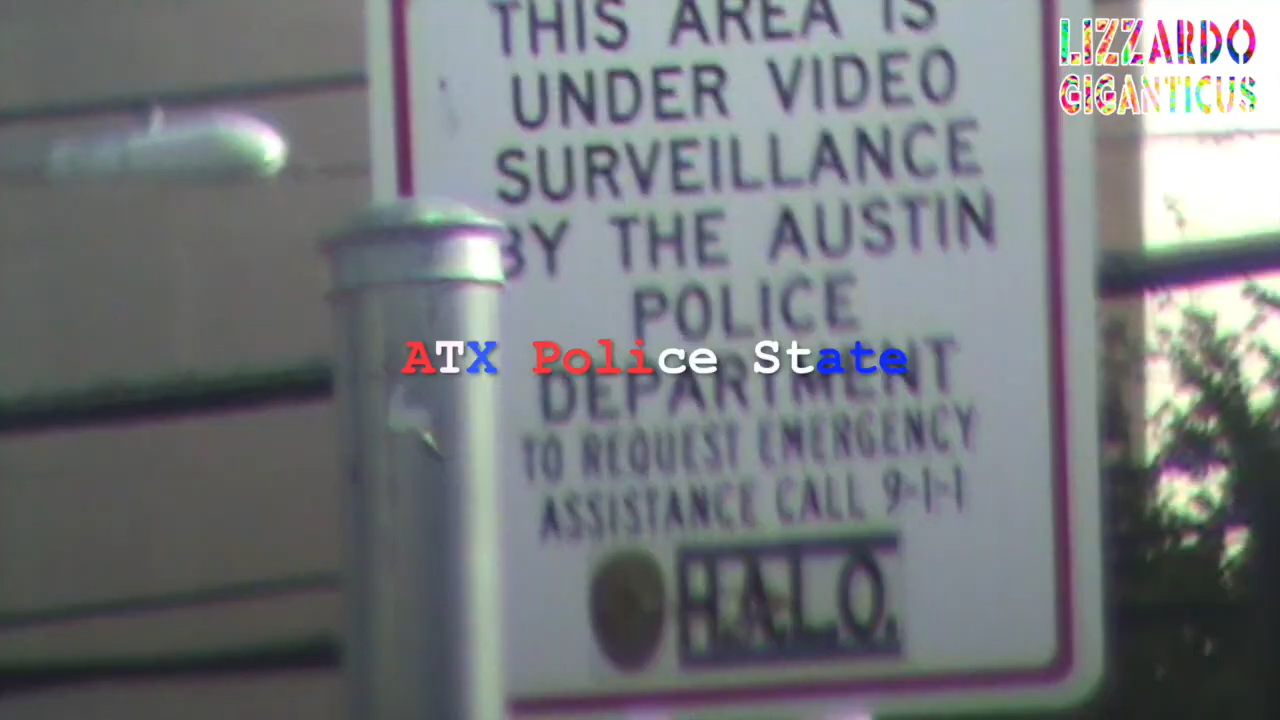 THIS AREA IS
UNDER VIDEO
SURVEILLANCE
BY THE AUSTIN
POLICE
DEPARTMENT
TO REQUEST EMERGENCY
ASSISTANCE CALL 9-1-1
H.A.L.O.
ATX Police State
LIZZARDO
GIGANTICUS